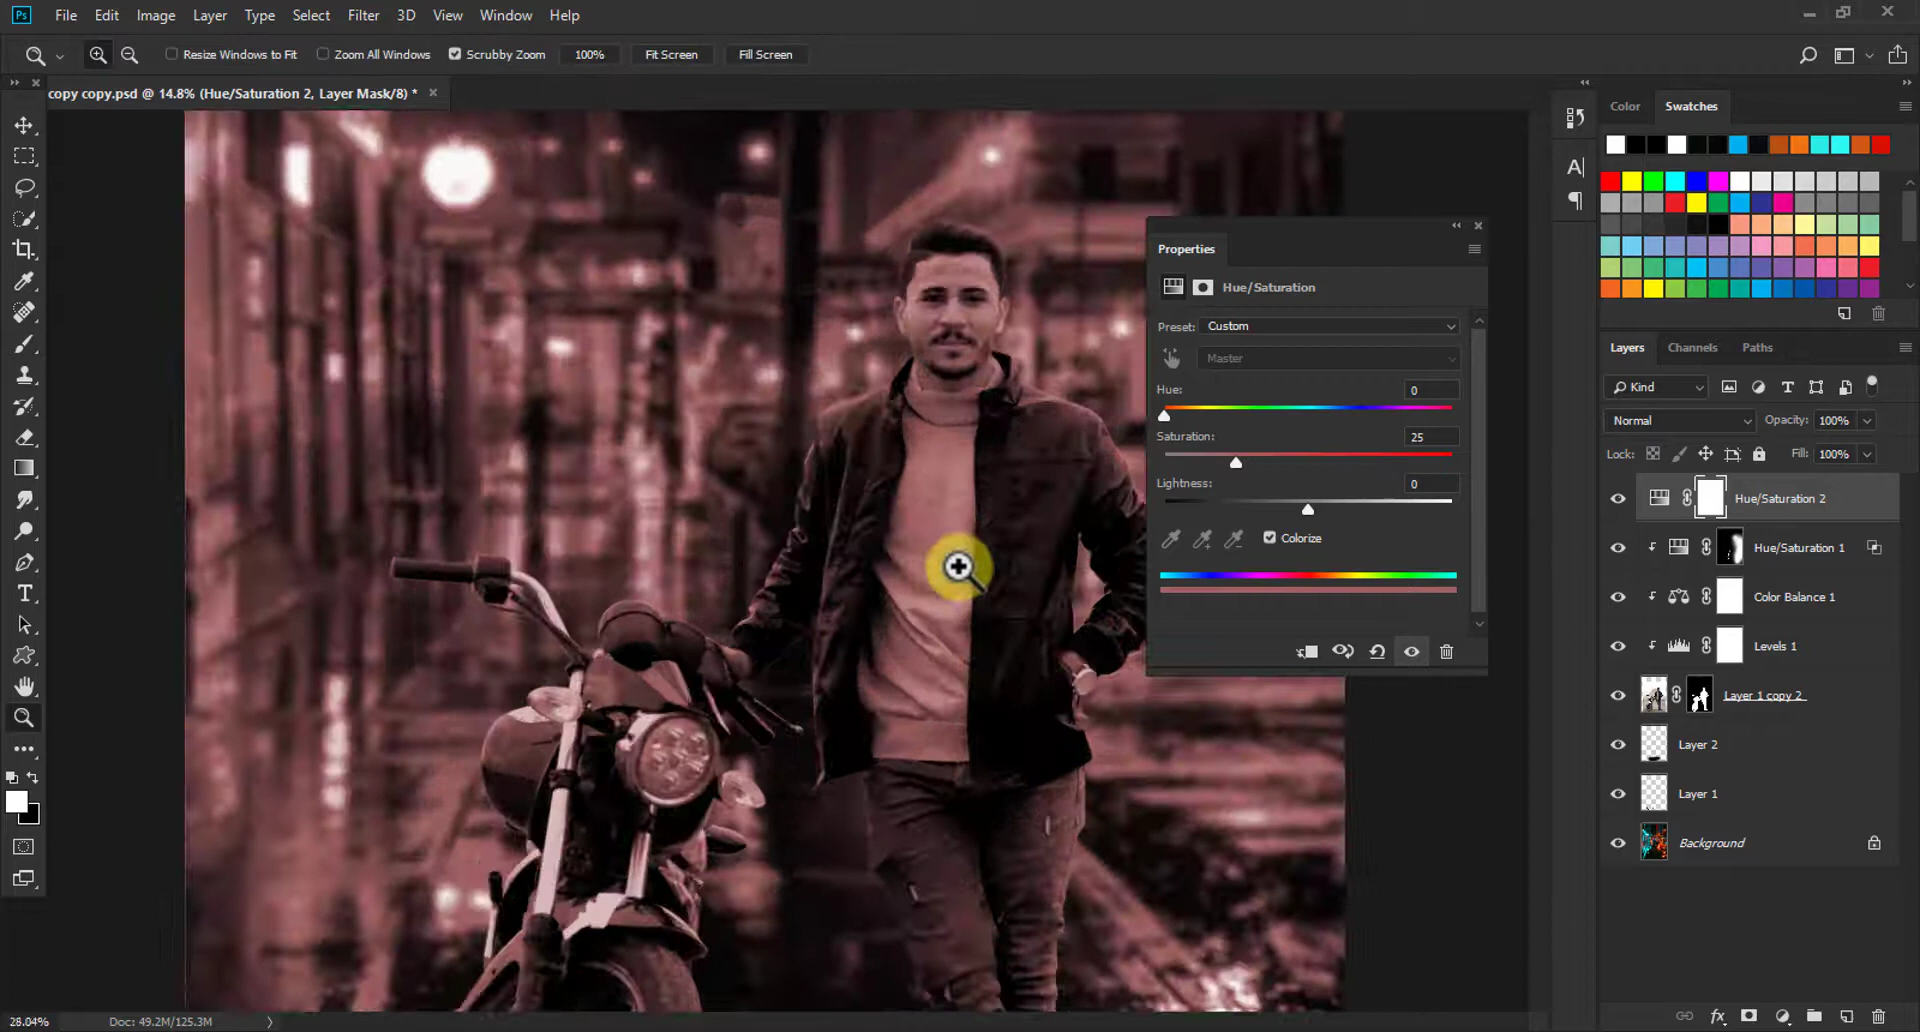 Ps File Edit Image Layer Type Select Filter 3D View Window Help
Resize Windows to Fit Zoom All Windows Scrubby Zoom 100% Fit Screen Fill Screen
copy copy.psd @ 14.8% (Hue/Saturation 2, Layer Mask/8) *
Color Swatches
Properties
Hue/Saturation
Preset: Custom
Master
Hue: 0
Saturation: 25
Lightness: 0
Colorize
Layers Channels Paths
Kind
Normal Opacity: 100%
Lock: Fill: 100%
Hue/Saturation 2
Hue/Saturation 1
Color Balance 1
Levels 1
Layer 1 copy 2
Layer 2
Layer 1
Background
28.04% Doc: 49.2M/125.3M